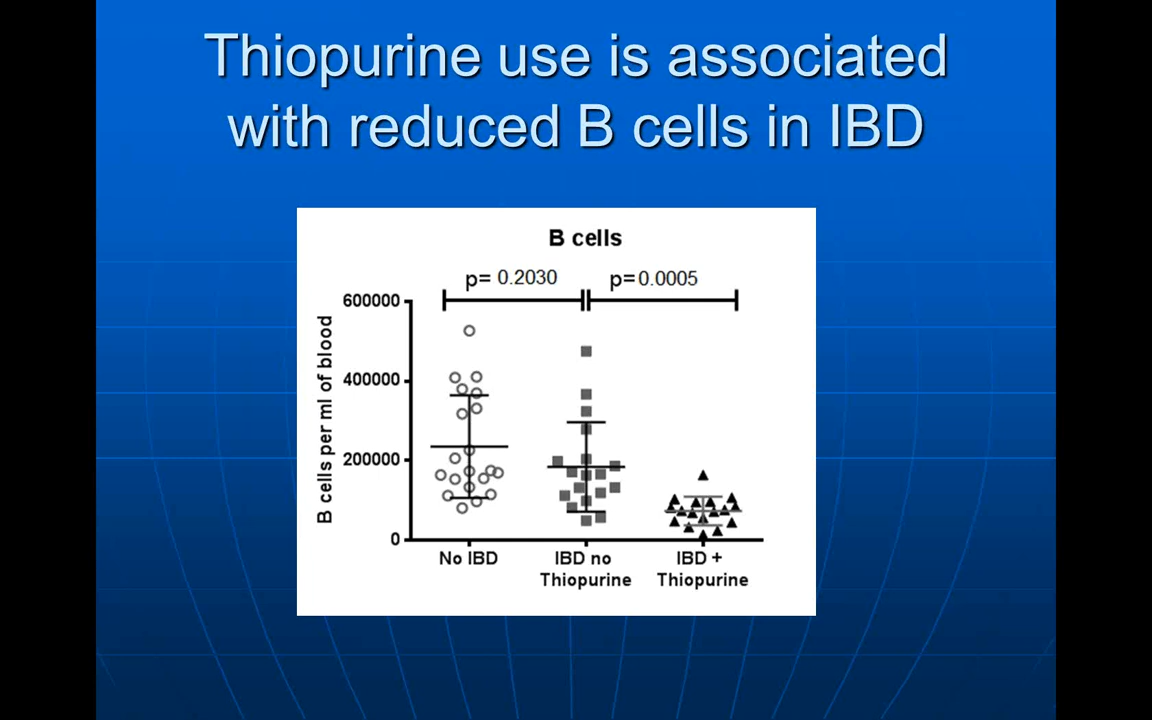 Thiopurine use is associated
with reduced B cells in IBD
B cells
p= 0.2030
p=0.0005
B cells per ml of blood
600000
400000
200000
0
No IBD
IBD no
Thiopurine
IBD +
Thiopurine